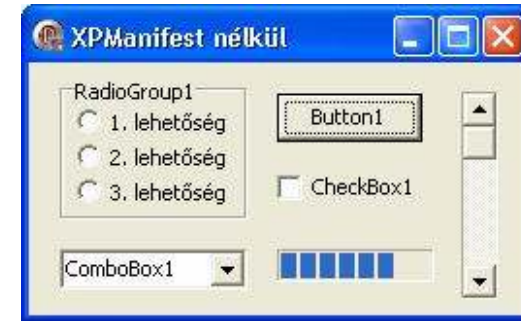 XPManifest nélkül
RadioGroup1
1. lehetőség
2. lehetőség
3. lehetőség
Button1
CheckBox1
ComboBox1